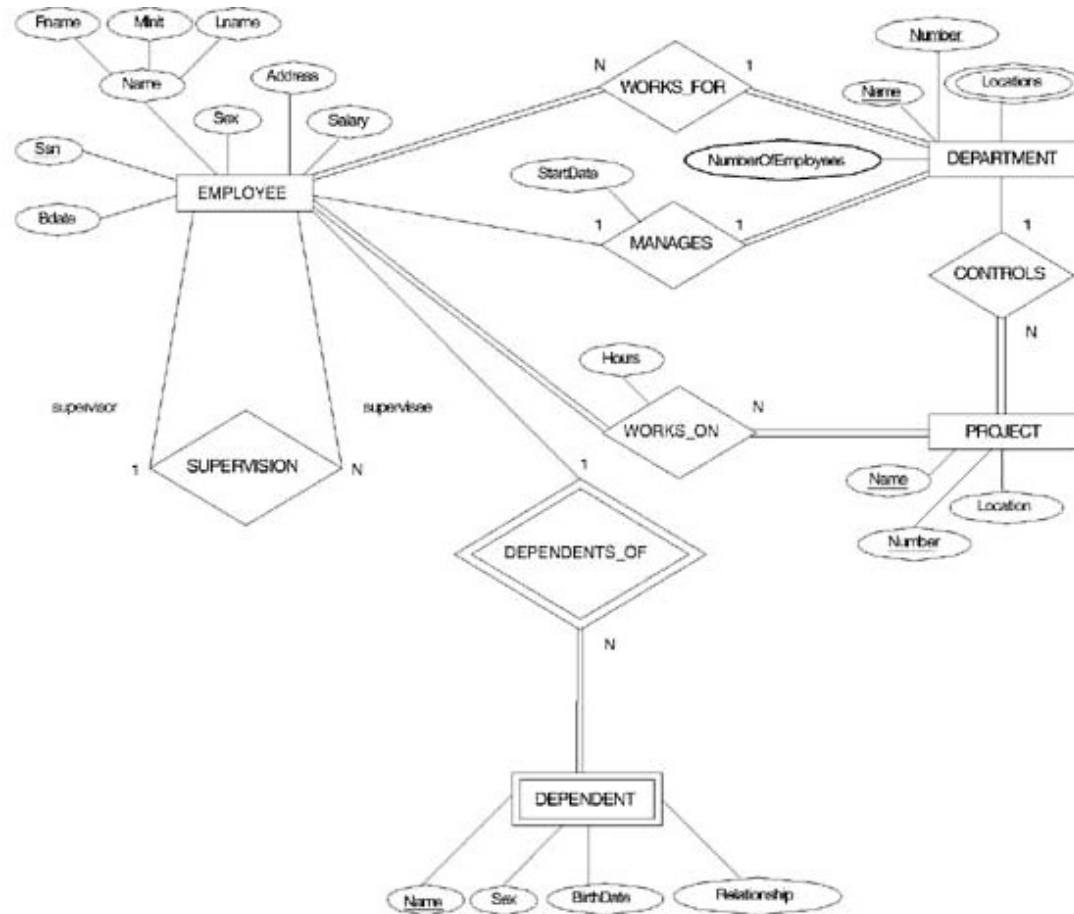 Fname
Minit
Lname
Number
Name
Address
N
WORKS_FOR
1
Locations
Sex
Salary
Name
Ssn
StartDate
NumberOfEmployees
DEPARTMENT
EMPLOYEE
Bdate
1
MANAGES
1
1
CONTROLS
N
Hours
supervisor
supervisee
WORKS_ON
N
PROJECT
1
SUPERVISION
N
1
Name
Location
Number
DEPENDENTS_OF
N
DEPENDENT
Name
Sex
BirthDate
Relationship